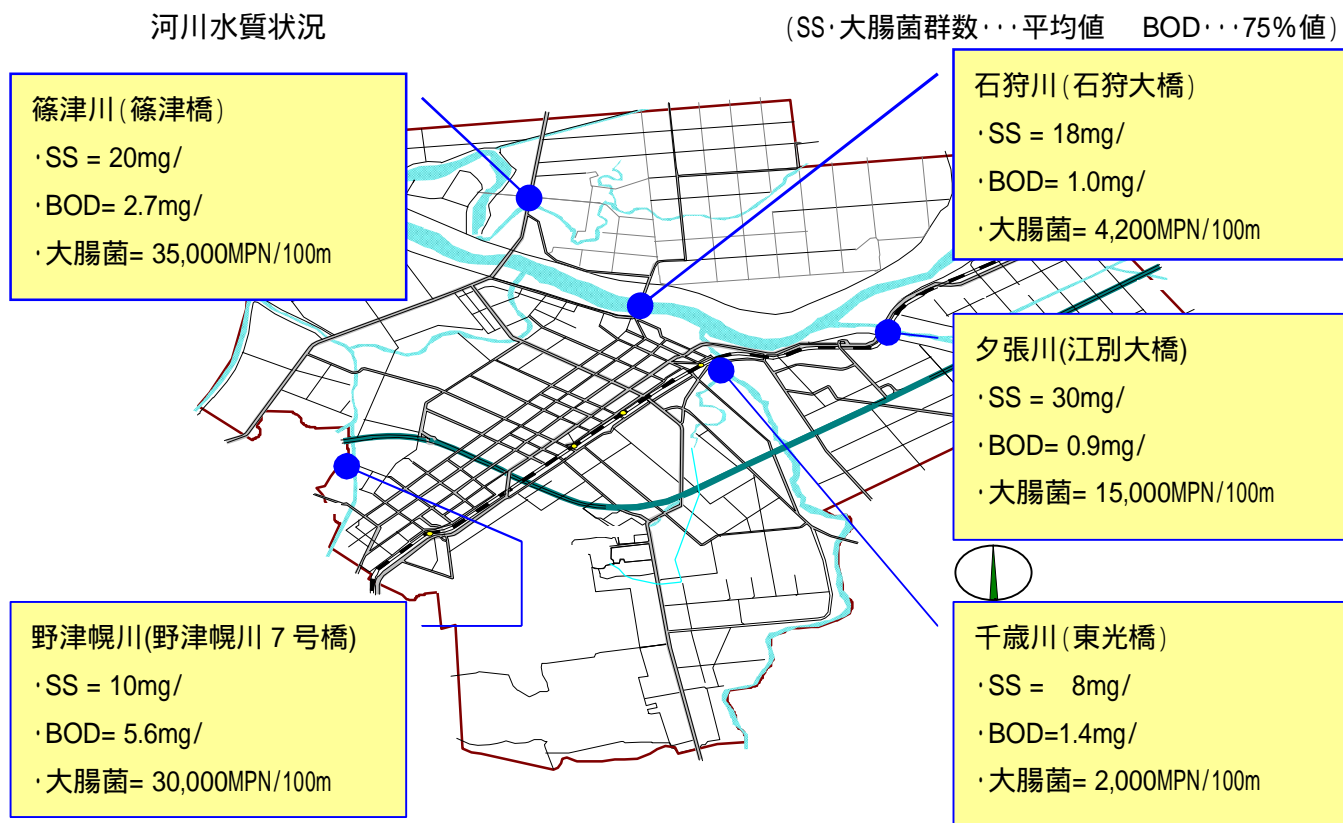 河川水質状況
(SS･大腸菌群数･･･平均値　BOD･･･75%値)
篠津川(篠津橋)
･SS = 20mg/
･BOD= 2.7mg/
･大腸菌= 35,000MPN/100m
石狩川(石狩大橋)
･SS = 18mg/
･BOD= 1.0mg/
･大腸菌= 4,200MPN/100m
夕張川(江別大橋)
･SS = 30mg/
･BOD= 0.9mg/
･大腸菌= 15,000MPN/100m
野津幌川(野津幌川７号橋)
･SS = 10mg/
･BOD= 5.6mg/
･大腸菌= 30,000MPN/100m
千歳川(東光橋)
･SS =　8mg/
･BOD=1.4mg/
･大腸菌= 2,000MPN/100m